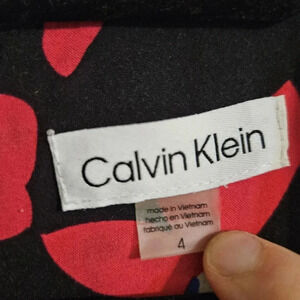 Calvin Klein
made in Vietnam
hecho en Vietnam
fabriqué au Vietnam
4